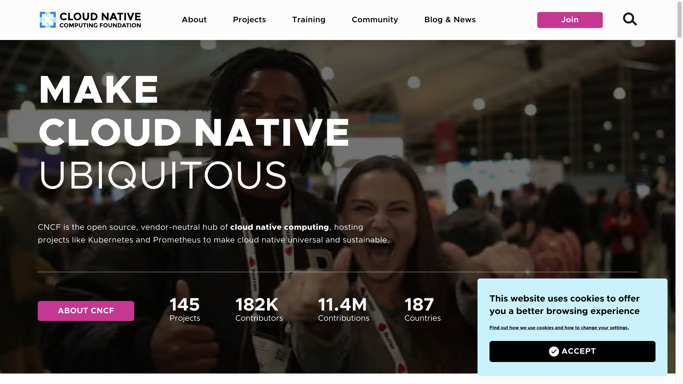 CLOUD NATIVE
COMPUTING FOUNDATION
About
Projects
Training
Community
Blog & News
Join
MAKE
CLOUD NATIVE
UBIQUITOUS
CNCF is the open source, vendor-neutral hub of cloud native computing, hosting
projects like Kubernetes and Prometheus to make cloud native universal and sustainable.
ABOUT CNCF
145
Projects
182K
Contributors
11.4M
Contributions
187
Countries
This website uses cookies to offer
you a better browsing experience
Find out how we use cookies and how to change your settings.
ACCEPT